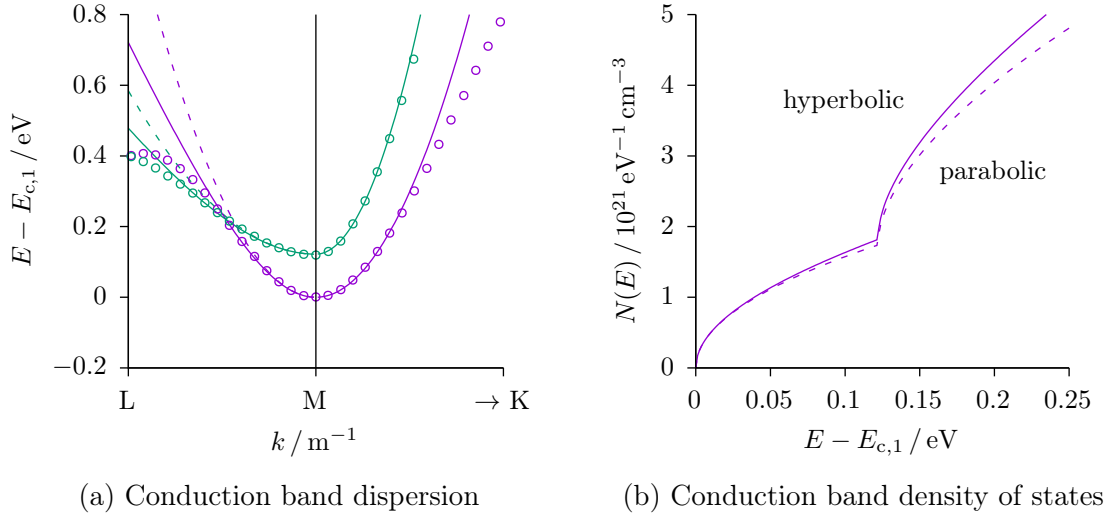 0.8
0.6
0.4
0.2
0
−0.2
E − E_c,1 / eV
L
M
→ K
k / m⁻¹
(a) Conduction band dispersion
5
4
3
2
1
0
N(E) / 10²¹ eV⁻¹ cm⁻³
hyperbolic
parabolic
0
0.05
0.1
0.15
0.2
0.25
E − E_c,1 / eV
(b) Conduction band density of states